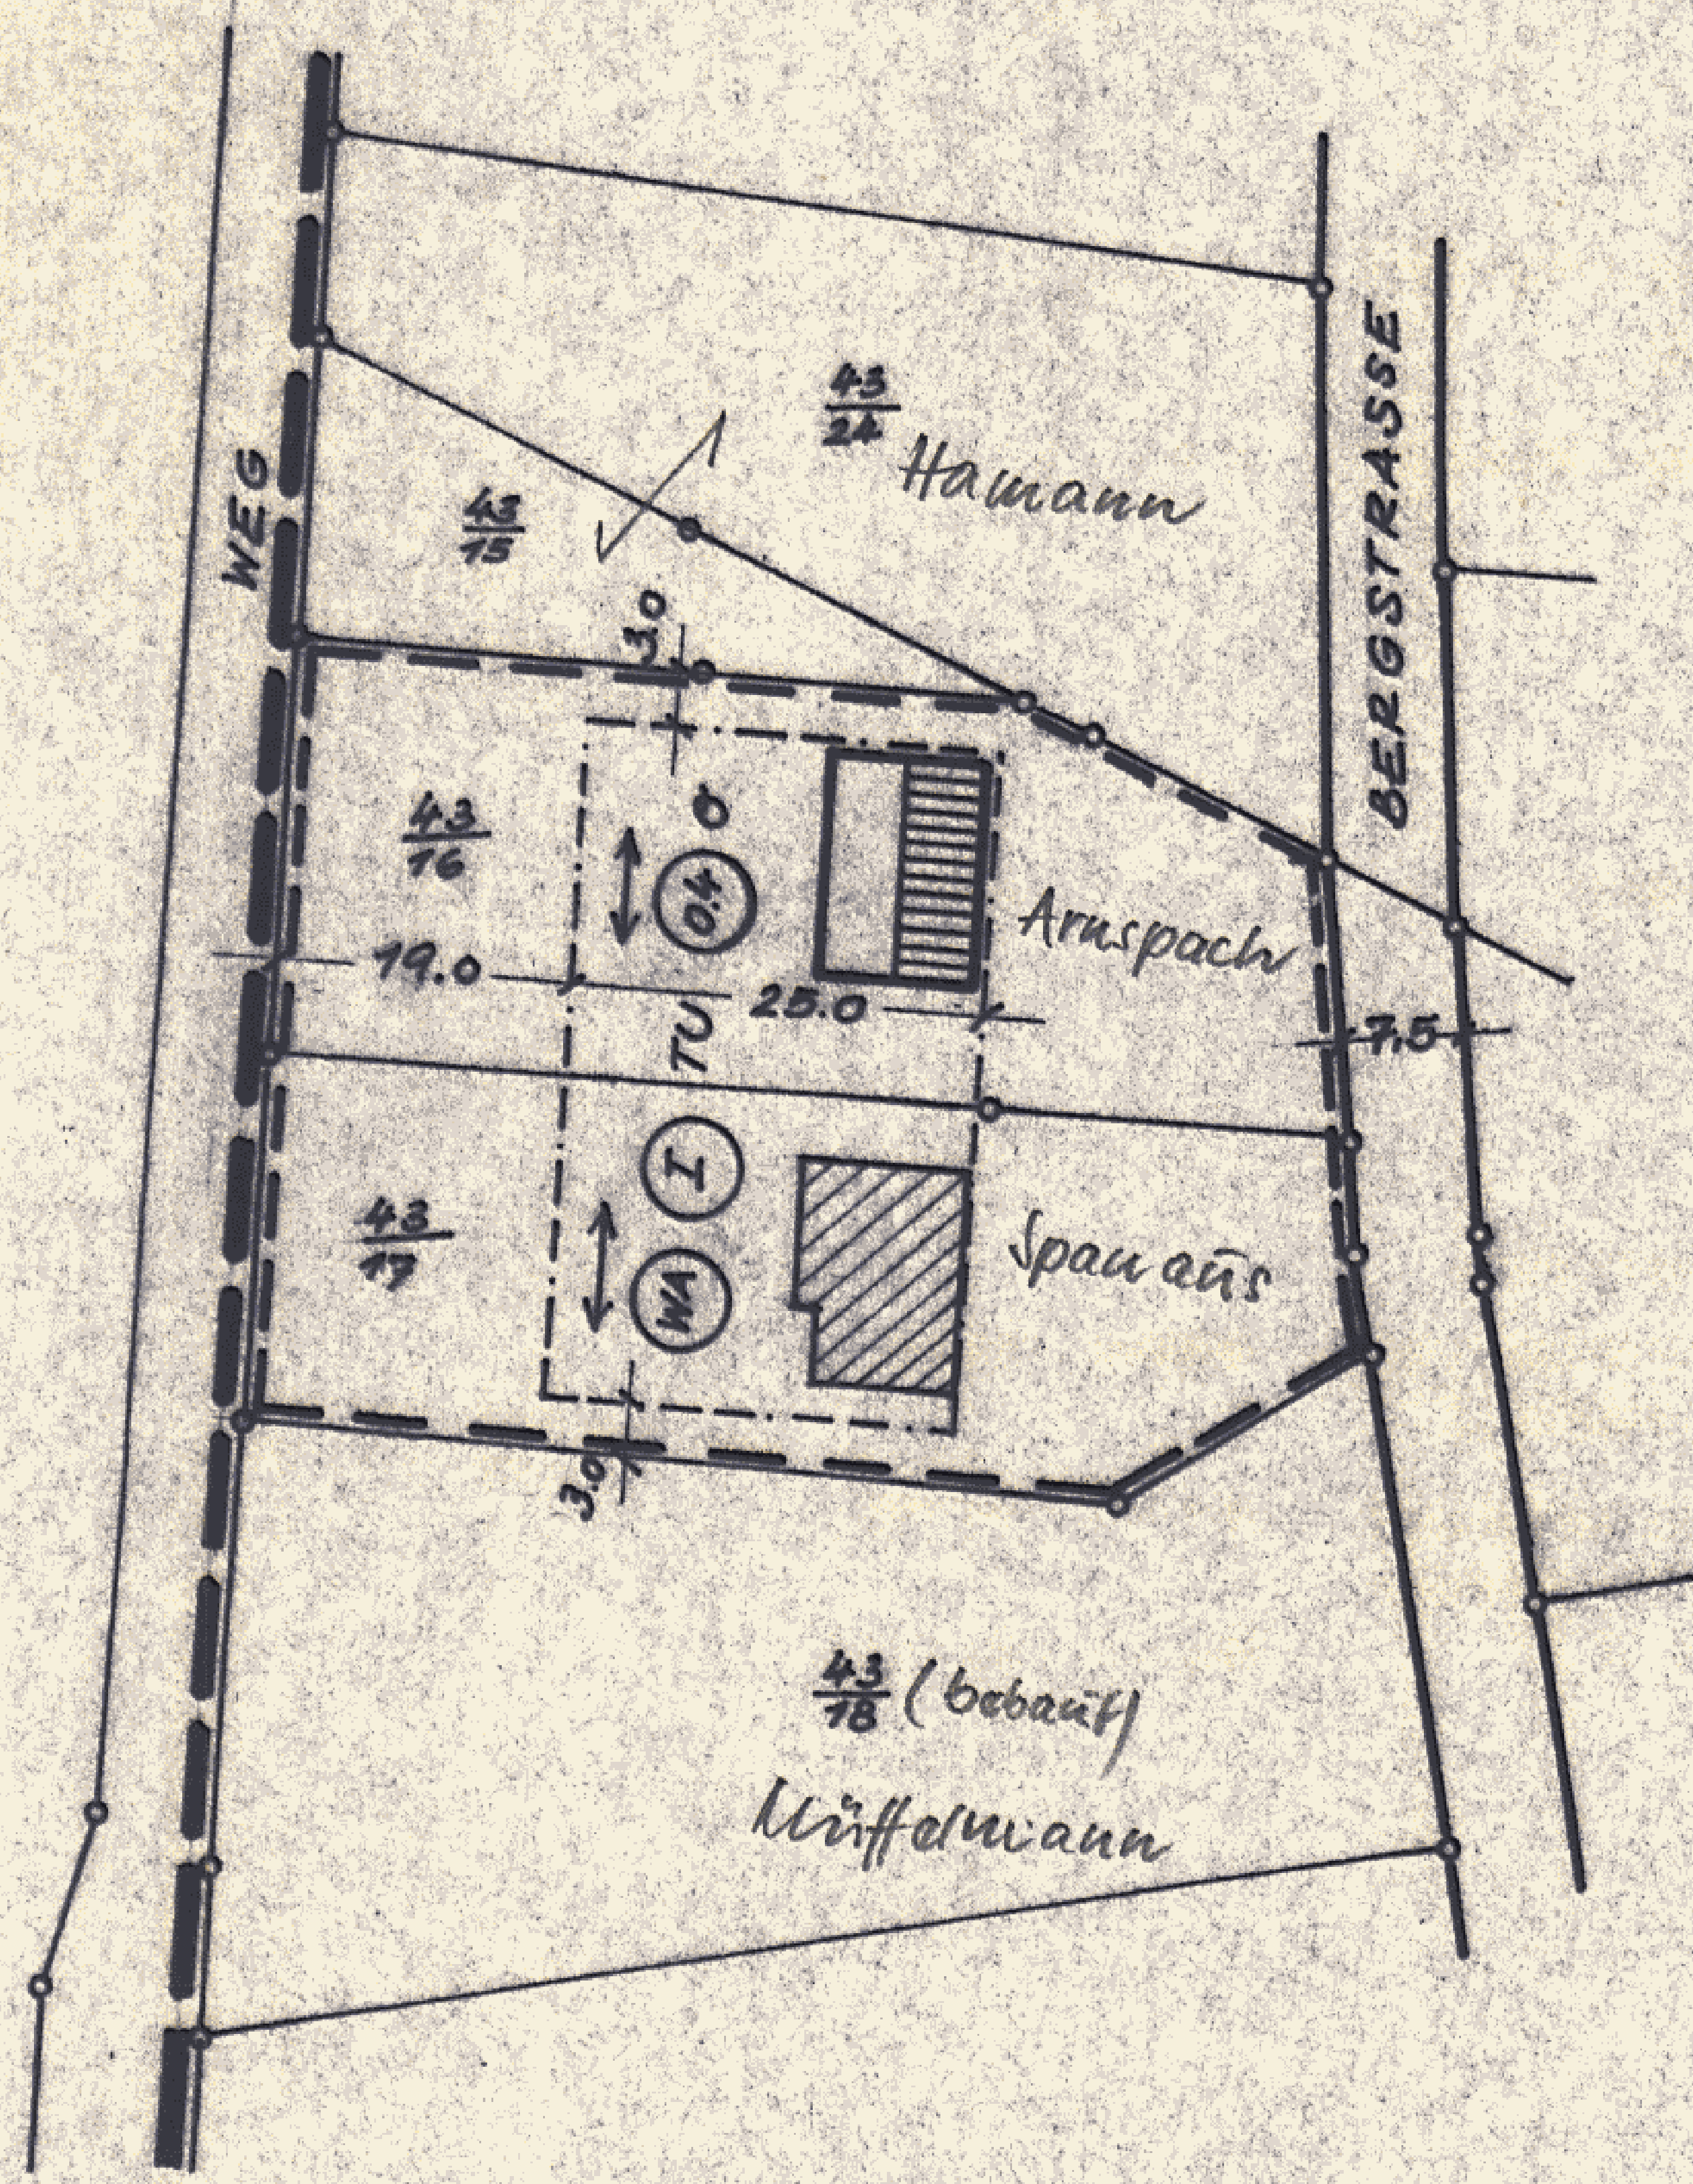 WEG
BERGSTRASSE
43
24
Hamann
43
15
3.0
43
16
o
0.4
Arnspach
19.0
25.0
TU
7.5
I
43
17
WA
Spanaus
3.0
43
18
(bebaut)
Müffelmann